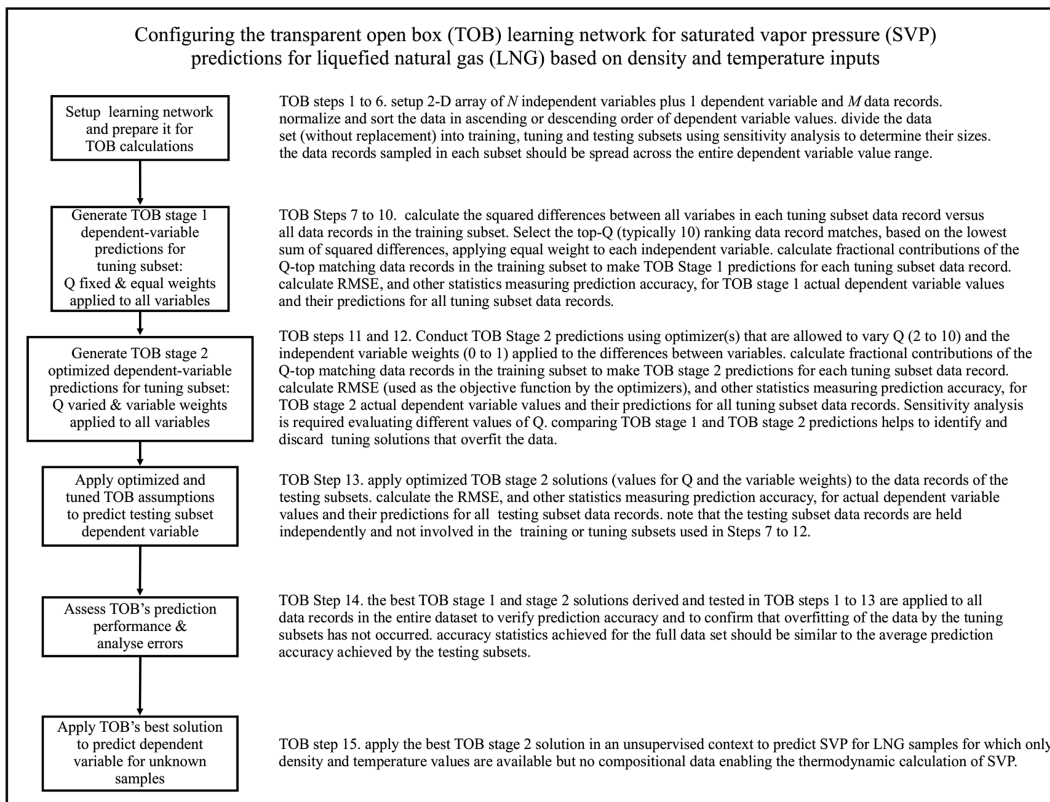 Configuring the transparent open box (TOB) learning network for saturated vapor pressure (SVP)
predictions for liquefied natural gas (LNG) based on density and temperature inputs
Setup learning network
and prepare it for
TOB calculations
TOB steps 1 to 6. setup 2-D array of N independent variables plus 1 dependent variable and M data records.
normalize and sort the data in ascending or descending order of dependent variable values. divide the data
set (without replacement) into training, tuning and testing subsets using sensitivity analysis to determine their sizes.
the data records sampled in each subset should be spread across the entire dependent variable value range.
Generate TOB stage 1
dependent-variable
predictions for
tuning subset:
Q fixed & equal weights
applied to all variables
TOB Steps 7 to 10. calculate the squared differences between all variabes in each tuning subset data record versus
all data records in the training subset. Select the top-Q (typically 10) ranking data record matches, based on the lowest
sum of squared differences, applying equal weight to each independent variable. calculate fractional contributions of the
Q-top matching data records in the training subset to make TOB Stage 1 predictions for each tuning subset data record.
calculate RMSE, and other statistics measuring prediction accuracy, for TOB stage 1 actual dependent variable values
and their predictions for all tuning subset data records.
Generate TOB stage 2
optimized dependent-variable
predictions for tuning subset:
Q varied & variable weights
applied to all variables
TOB steps 11 and 12. Conduct TOB Stage 2 predictions using optimizer(s) that are allowed to vary Q (2 to 10) and the
independent variable weights (0 to 1) applied to the differences between variables. calculate fractional contributions of the
Q-top matching data records in the training subset to make TOB stage 2 predictions for each tuning subset data record.
calculate RMSE (used as the objective function by the optimizers), and other statistics measuring prediction accuracy, for
TOB stage 2 actual dependent variable values and their predictions for all tuning subset data records. Sensitivity analysis
is required evaluating different values of Q. comparing TOB stage 1 and TOB stage 2 predictions helps to identify and
discard tuning solutions that overfit the data.
Apply optimized and
tuned TOB assumptions
to predict testing subset
dependent variable
TOB Step 13. apply optimized TOB stage 2 solutions (values for Q and the variable weights) to the data records of the
testing subsets. calculate the RMSE, and other statistics measuring prediction accuracy, for actual dependent variable
values and their predictions for all testing subset data records. note that the testing subset data records are held
independently and not involved in the training or tuning subsets used in Steps 7 to 12.
Assess TOB's prediction
performance &
analyse errors
TOB Step 14. the best TOB stage 1 and stage 2 solutions derived and tested in TOB steps 1 to 13 are applied to all
data records in the entire dataset to verify prediction accuracy and to confirm that overfitting of the data by the tuning
subsets has not occurred. accuracy statistics achieved for the full data set should be similar to the average prediction
accuracy achieved by the testing subsets.
Apply TOB's best solution
to predict dependent
variable for unknown
samples
TOB step 15. apply the best TOB stage 2 solution in an unsupervised context to predict SVP for LNG samples for which only
density and temperature values are available but no compositional data enabling the thermodynamic calculation of SVP.